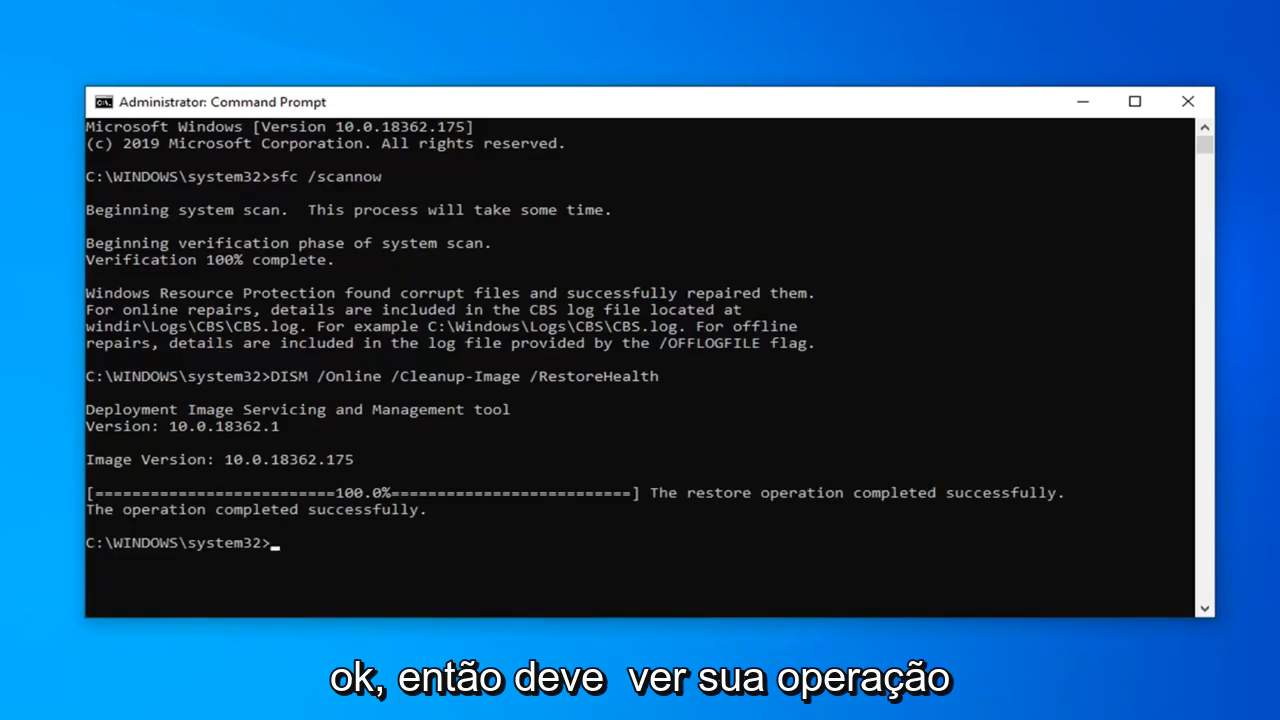 Administrator: Command Prompt
Microsoft Windows [Version 10.0.18362.175]
(c) 2019 Microsoft Corporation. All rights reserved.
C:\WINDOWS\system32>sfc /scannow
Beginning system scan.  This process will take some time.
Beginning verification phase of system scan.
Verification 100% complete.
Windows Resource Protection found corrupt files and successfully repaired them.
For online repairs, details are included in the CBS log file located at
windir\Logs\CBS\CBS.log. For example C:\Windows\Logs\CBS\CBS.log. For offline
repairs, details are included in the log file provided by the /OFFLOGFILE flag.
C:\WINDOWS\system32>DISM /Online /Cleanup-Image /RestoreHealth
Deployment Image Servicing and Management tool
Version: 10.0.18362.1
Image Version: 10.0.18362.175
[==========================100.0%==========================] The restore operation completed successfully.
The operation completed successfully.
C:\WINDOWS\system32>
ok, então deve  ver sua operação